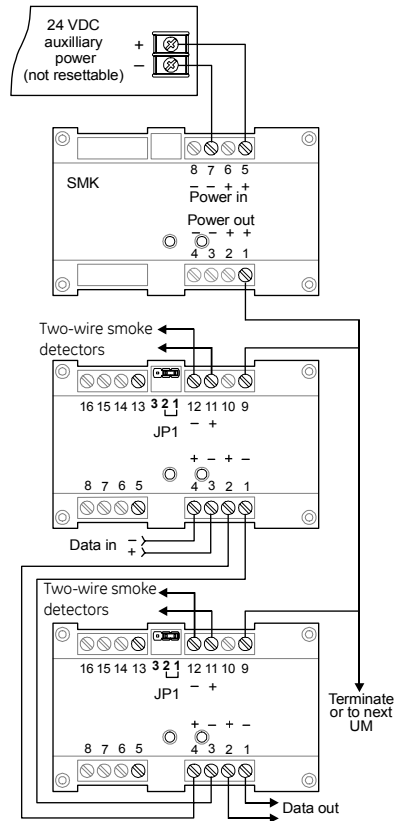 24 VDC
auxilliary
power
(not resettable)
+
–
8 7 6 5
– – + +
SMK
Power in
Power out
– – + +
4 3 2 1
Two-wire smoke
detectors
16 15 14 13 3 2 1 12 11 10 9
JP1 – +
+ – + –
8 7 6 5 4 3 2 1
Data in –
+
Two-wire smoke
detectors
16 15 14 13 3 2 1 12 11 10 9
JP1 – +
Terminate
or to next
UM
+ – + –
8 7 6 5 4 3 2 1
Data out